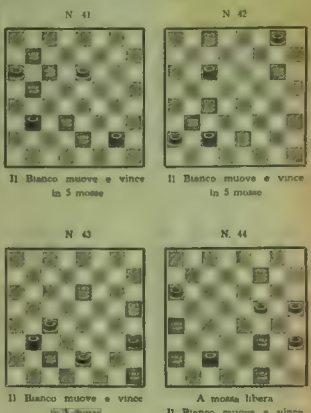 N 41
N 42
Il Bianco muove e vince
in 5 mosse
Il Bianco muove e vince
in 5 mosse
N 43
N. 44
Il Bianco muove e vince
in
A mossa libera
Il Bianco muove e vince